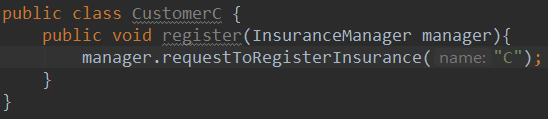 public class CustomerC {
public void register(InsuranceManager manager){
manager.requestToRegisterInsurance( name: "C");
}
}